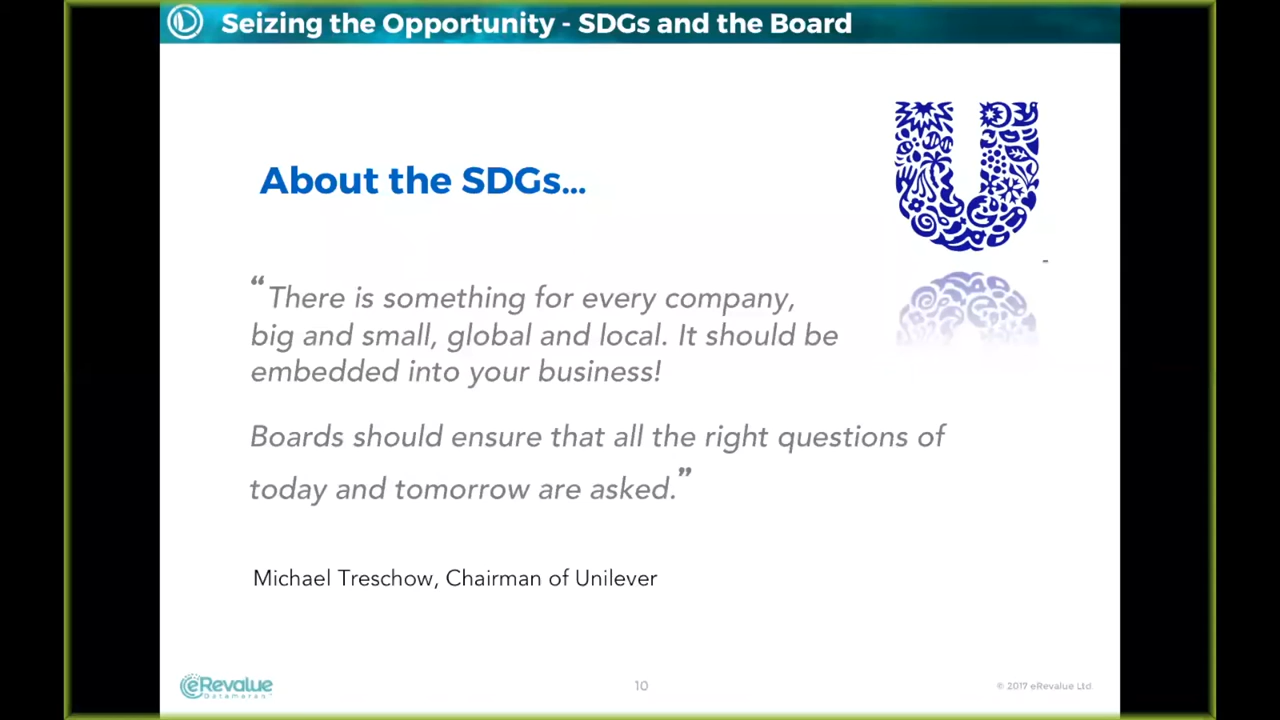 Seizing the Opportunity - SDGs and the Board
About the SDGs...
“There is something for every company,
big and small, global and local. It should be
embedded into your business!
Boards should ensure that all the right questions of
today and tomorrow are asked.”
Michael Treschow, Chairman of Unilever
eRevalue
Datamaran
10
© 2017 eRevalue Ltd